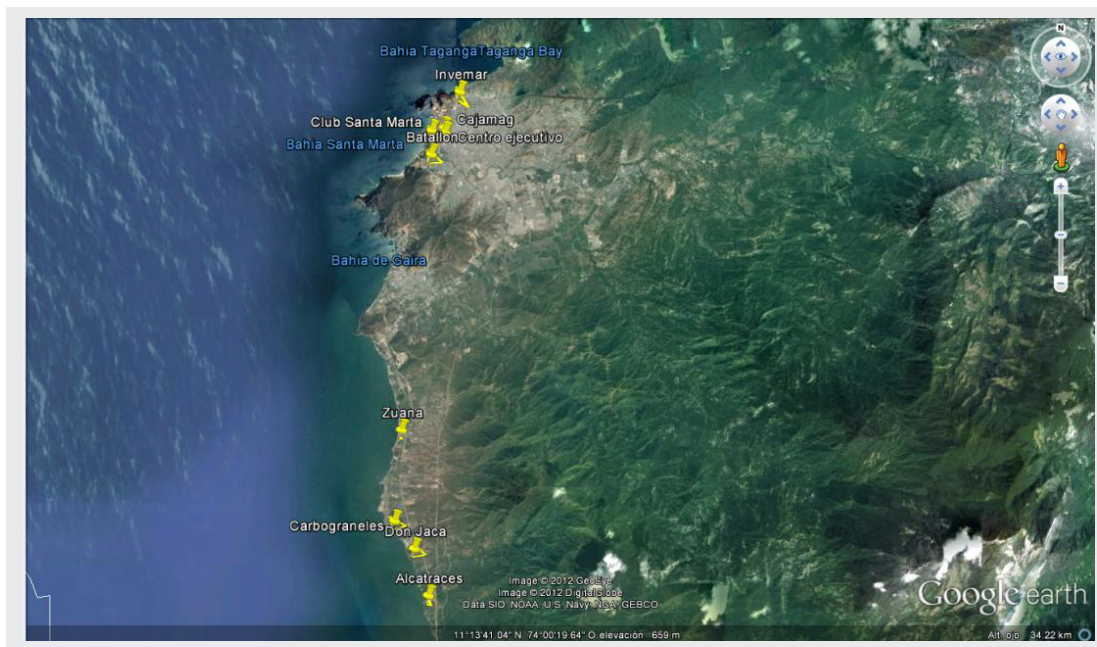 N
Bahia TagangaTaganga Bay
Invemar
Club Santa Marta
Cajamag
BatallonCentro ejecutivo
Bahia Santa Marta
Bahia de Gaira
Zuana
Carbograneles
Don Jaca
Alcatraces
Image © 2012 GeoEye
Image © 2012 DigitalGlobe
Data SIO, NOAA, U.S. Navy, NGA, GEBCO
Google earth
11°13'41.04" N 74°00'19.64" O elevación 659 m
Alt. ojo 34.22 km